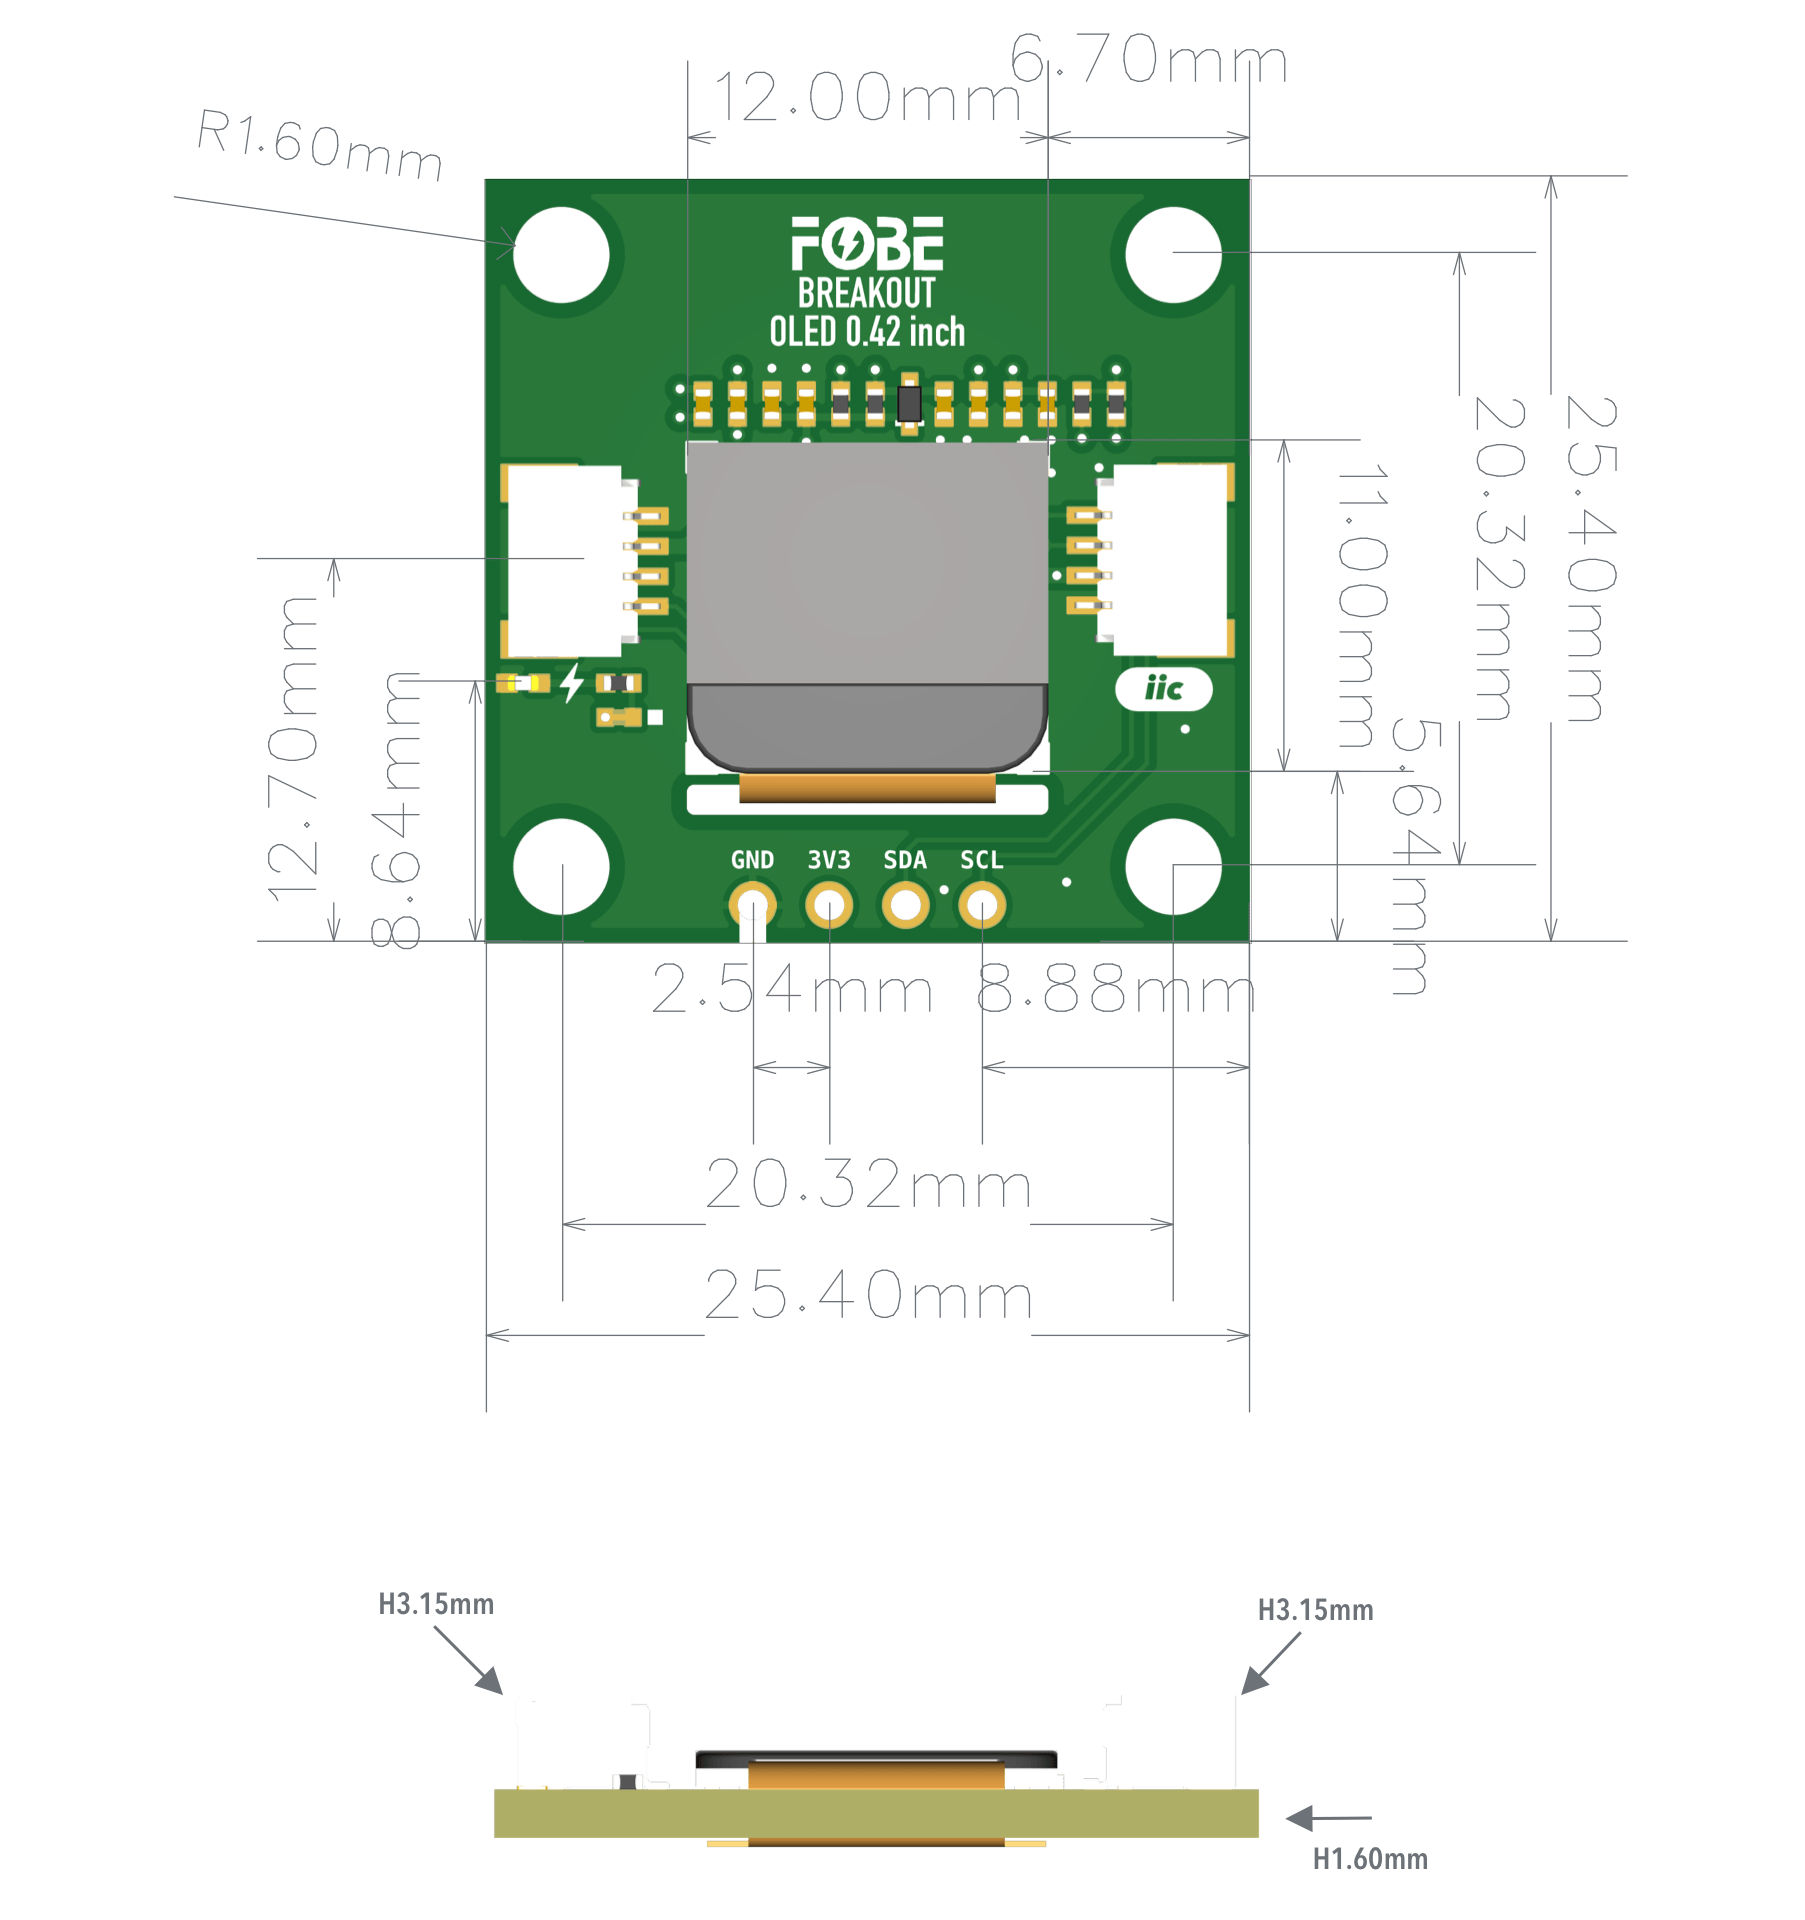 6.70mm
12.00mm
R1.60mm
FOBE
BREAKOUT
OLED 0.42 inch
25.40mm
20.32mm
11.00mm
12.70mm
8.64mm
5.64mm
iic
GND 3V3 SDA SCL
2.54mm 8.88mm
20.32mm
25.40mm
H3.15mm H3.15mm
H1.60mm